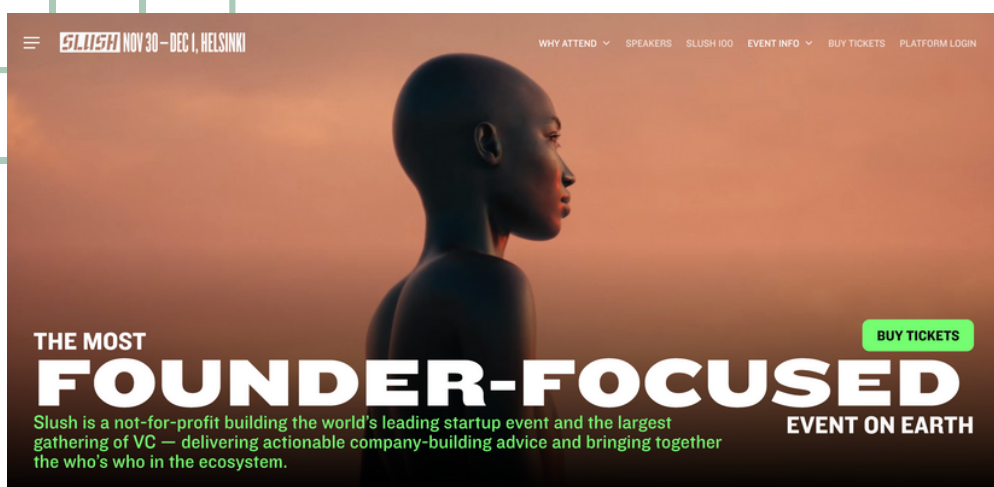 SLUSH NOV 30 – DEC 1, HELSINKI
WHY ATTEND
SPEAKERS
SLUSH 100
EVENT INFO
BUY TICKETS
PLATFORM LOGIN
THE MOST
BUY TICKETS
FOUNDER-FOCUSED
EVENT ON EARTH
Slush is a not-for-profit building the world's leading startup event and the largest
gathering of VC — delivering actionable company-building advice and bringing together
the who's who in the ecosystem.